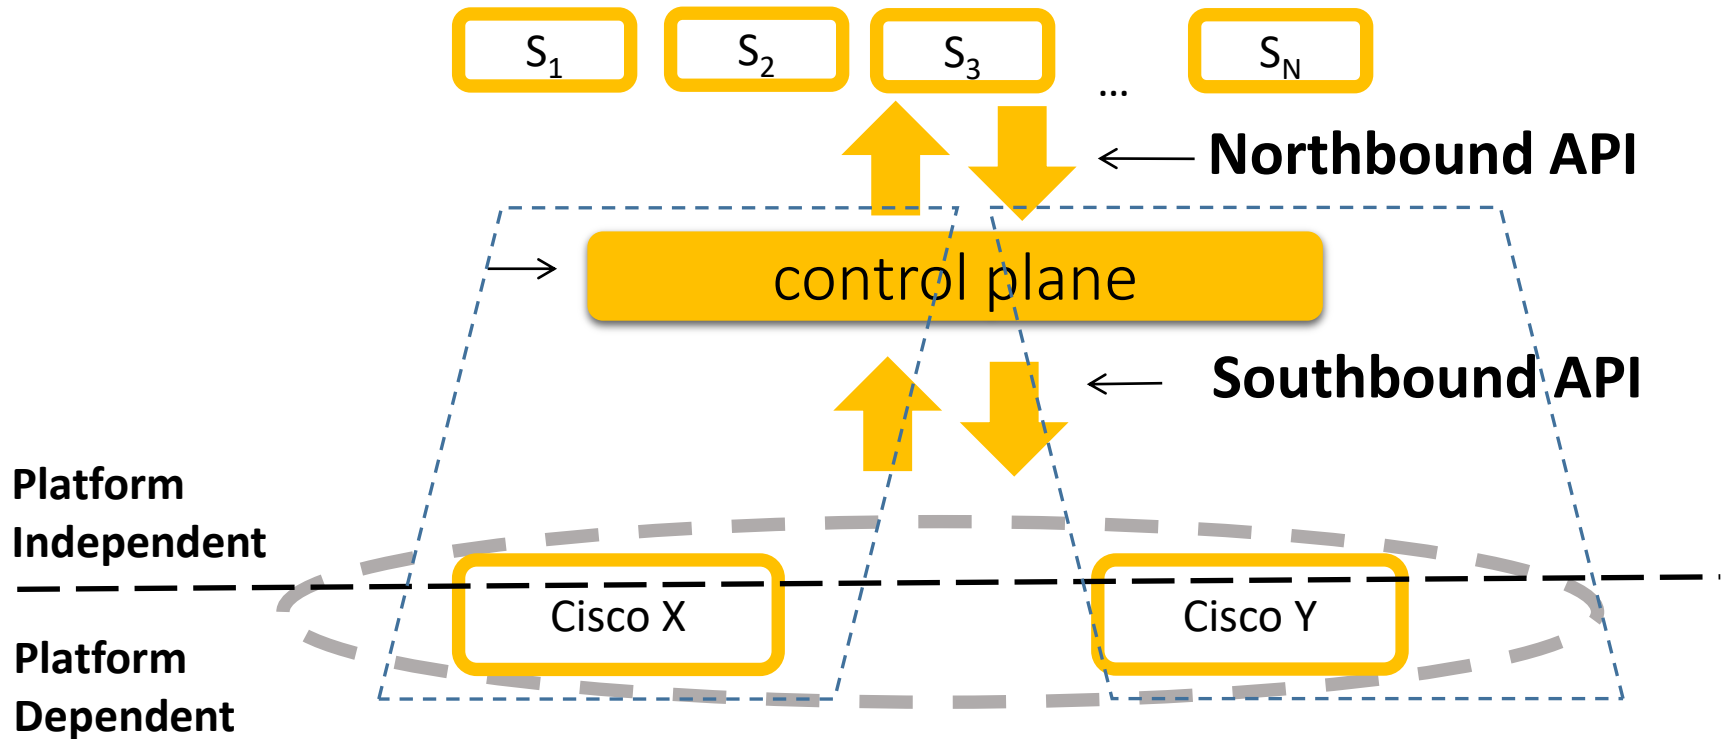 S1 S2 S3 ... SN
Northbound API
control plane
Southbound API
Platform
Independent
Cisco X Cisco Y
Platform
Dependent